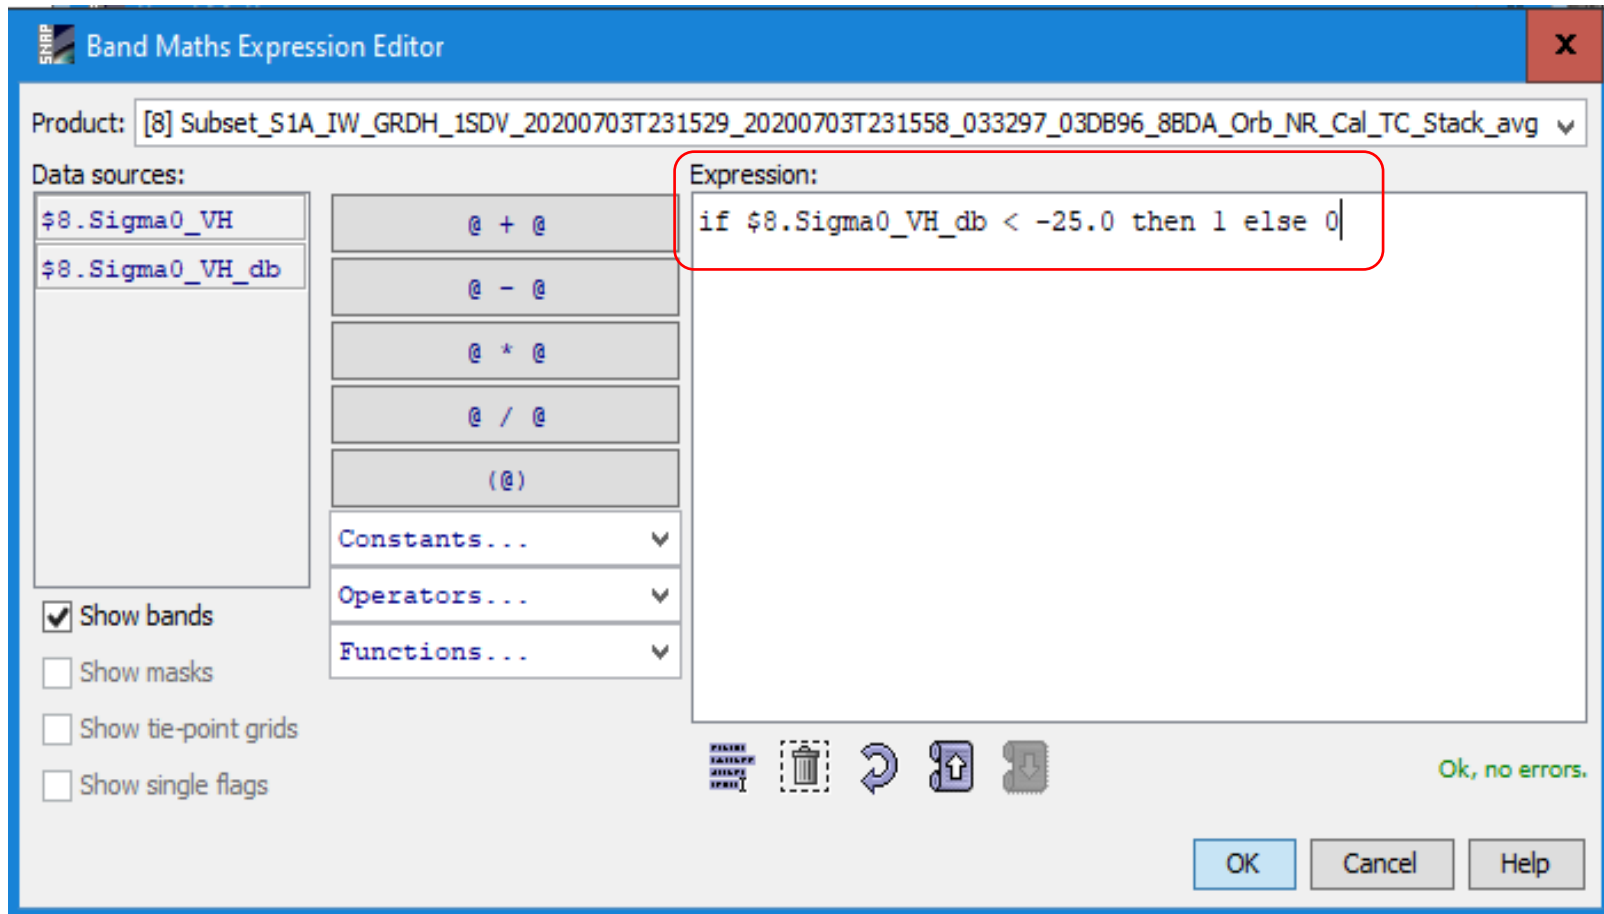 SNAP
Band Maths Expression Editor
x
Product: [8] Subset_S1A_IW_GRDH_1SDV_20200703T231529_20200703T231558_033297_03DB96_8BDA_Orb_NR_Cal_TC_Stack_avg
Data sources:
Expression:
$8.Sigma0_VH
$8.Sigma0_VH_db
@ + @
@ - @
@ * @
@ / @
(@)
Constants...
Operators...
Functions...
if $8.Sigma0_VH_db < -25.0 then 1 else 0
Show bands
Show masks
Show tie-point grids
Show single flags
Ok, no errors.
OK
Cancel
Help